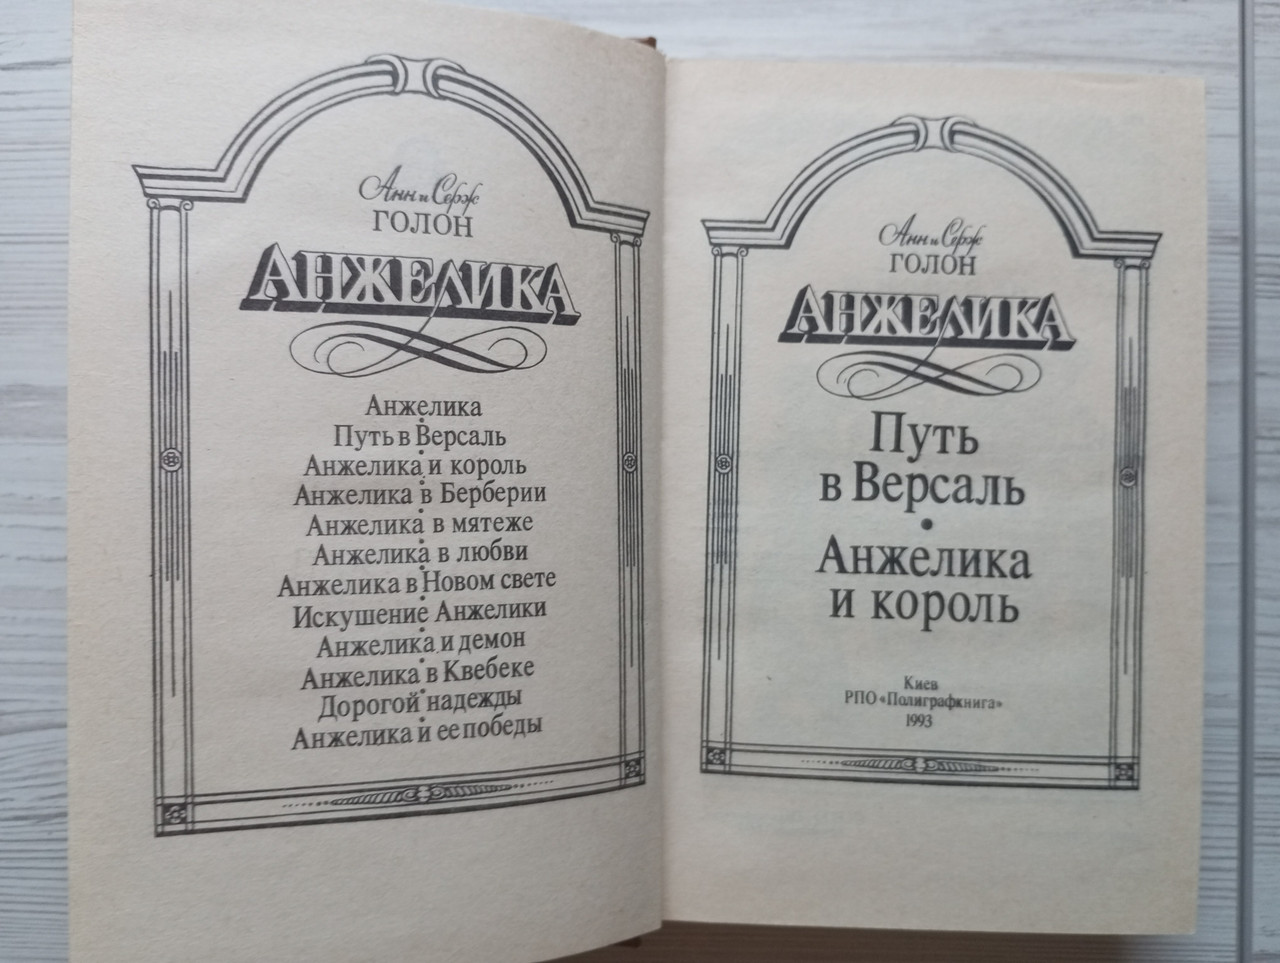 Анн и Серж
ГОЛОН
АНЖЕЛИКА
Анжелика
Путь в Версаль
Анжелика и король
Анжелика в Берберии
Анжелика в мятеже
Анжелика в любви
Анжелика в Новом свете
Искушение Анжелики
Анжелика и демон
Анжелика в Квебеке
Дорогой надежды
Анжелика и ее победы
Анн и Серж
ГОЛОН
АНЖЕЛИКА
Путь
в Версаль
•
Анжелика
и король
Киев
РПО «Полиграфкнига»
1993